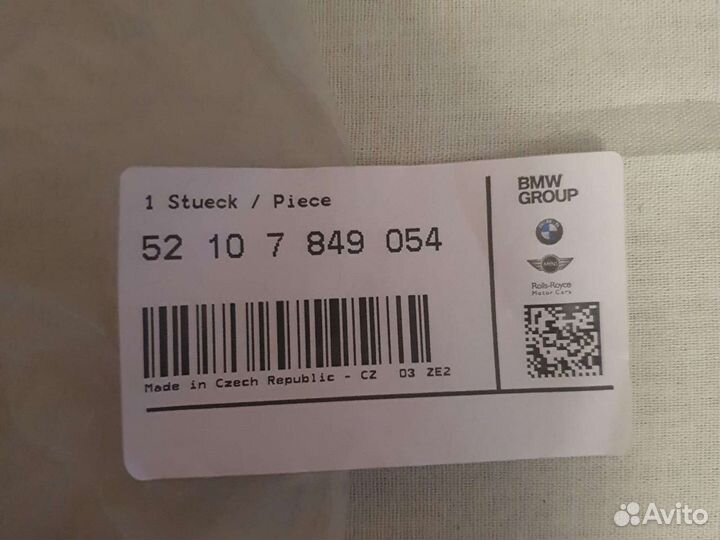 1 Stueck / Piece
52 10 7 849 054
Made in Czech Republic - CZ 03 ZE2
BMW
GROUP
MINI
Rolls-Royce
Motor Cars
Avito